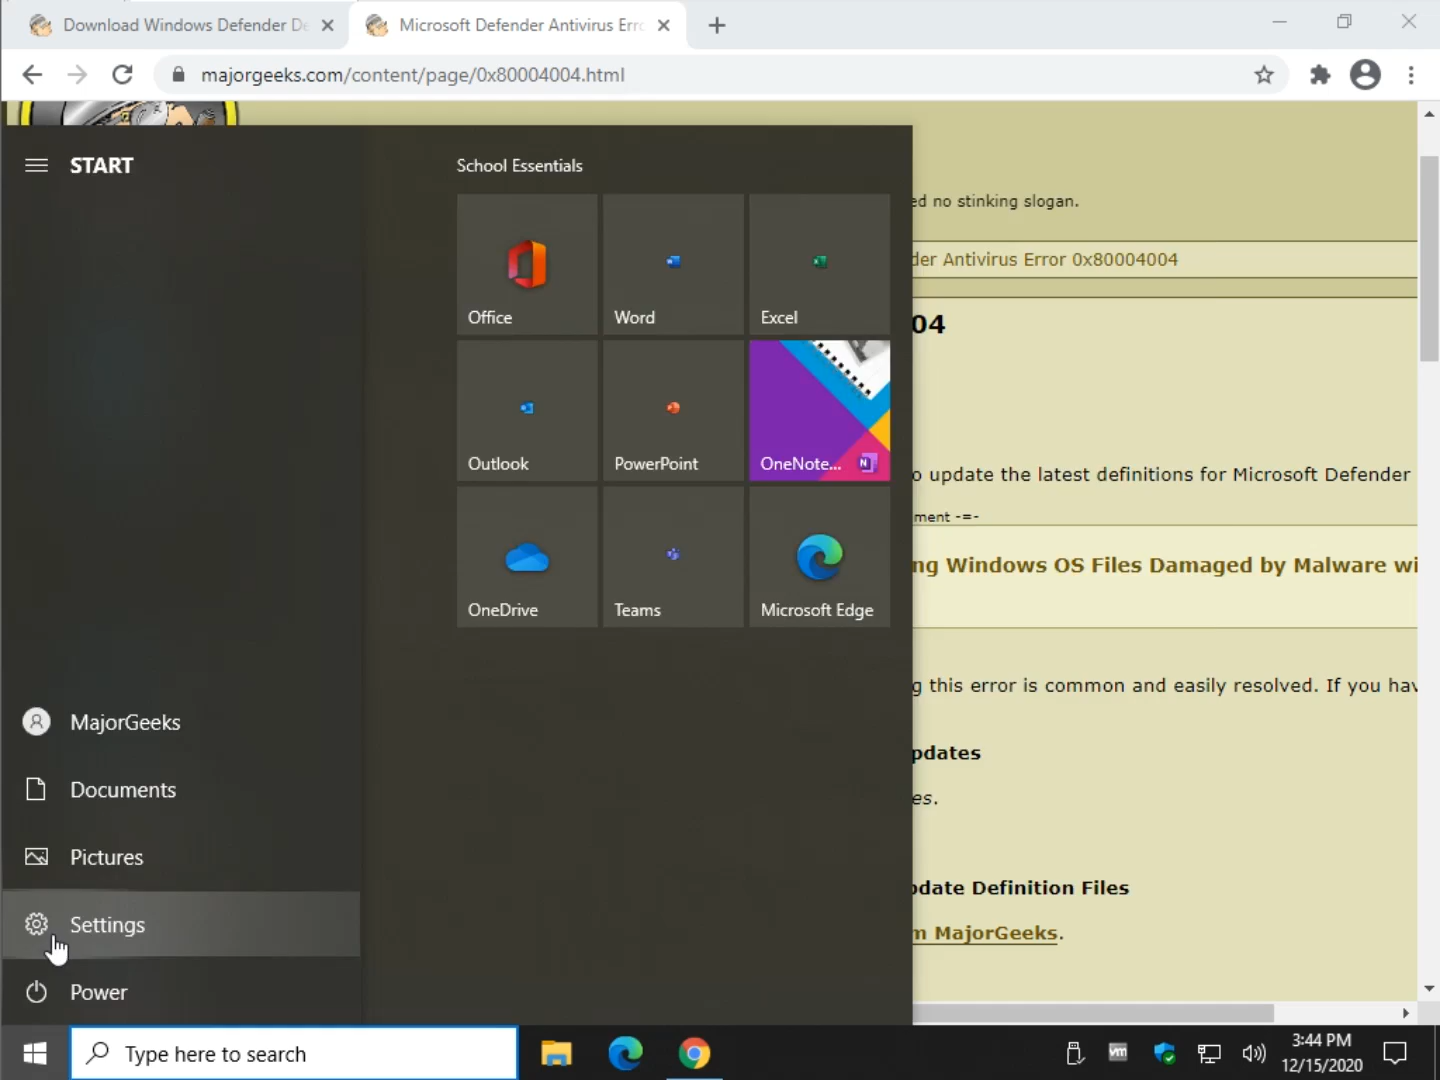 Download Windows Defender De
Microsoft Defender Antivirus Err
majorgeeks.com/content/page/0x80004004.html
START
School Essentials
Office
Word
Excel
Outlook
PowerPoint
OneNote...
OneDrive
Teams
Microsoft Edge
MajorGeeks
Documents
Pictures
Settings
Power
ed no stinking slogan.
der Antivirus Error 0x80004004
04
o update the latest definitions for Microsoft Defender
ment -=-
ng Windows OS Files Damaged by Malware wi
g this error is common and easily resolved. If you hav
pdates
es.
pdate Definition Files
m MajorGeeks.
Type here to search
vm
3:44 PM
12/15/2020